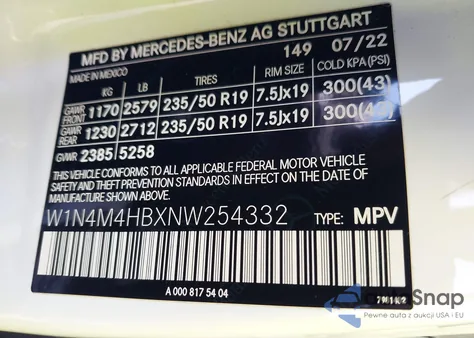 MFD BY MERCEDES-BENZ AG STUTTGART
MADE IN MEXICO 149 07/22
KG LB TIRES RIM SIZE COLD KPA (PSI)
GAWR FRONT 1170 2579 235/50 R19 7.5Jx19 300(43)
GAWR REAR 1230 2712 235/50 R19 7.5Jx19
GVWR 2385 5258
THIS VEHICLE CONFORMS TO ALL APPLICABLE FEDERAL MOTOR VEHICLE
SAFETY AND THEFT PREVENTION STANDARDS IN EFFECT ON THE DATE
OF MANUFACTURE SHOWN ABOVE.
W1N4M4HBXNW254332 TYPE: MPV
A 000 817 54 04
Pewne auta z aukcji USA i EU